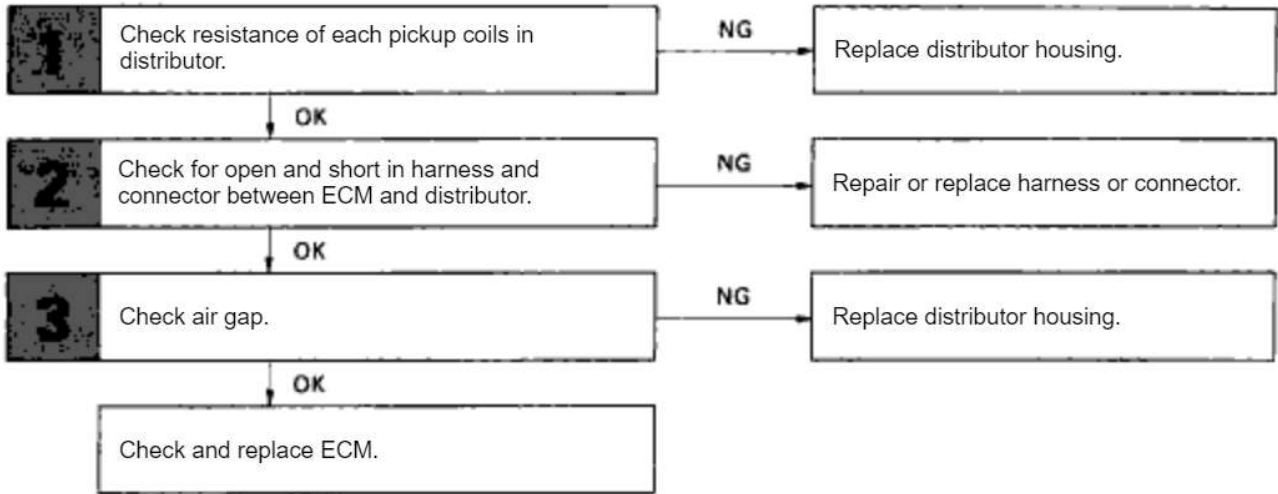 1
Check resistance of each pickup coils in
distributor.
NG
Replace distributor housing.
OK
2
Check for open and short in harness and
connector between ECM and distributor.
NG
Repair or replace harness or connector.
OK
3
Check air gap.
NG
Replace distributor housing.
OK
Check and replace ECM.